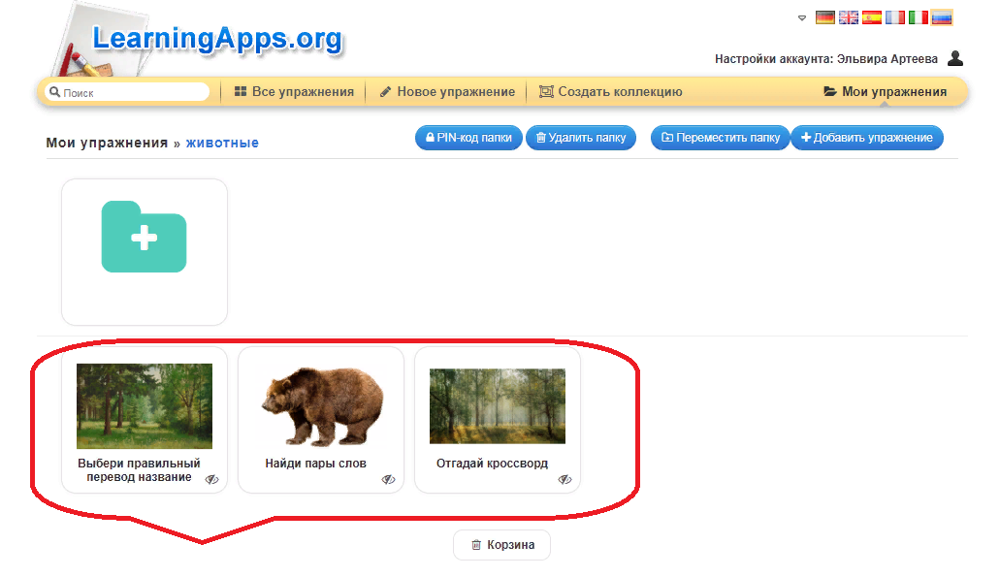 LearningApps.org
Настройки аккаунта: Эльвира Артеева
Поиск
Все упражнения
Новое упражнение
Создать коллекцию
Мои упражнения
Мои упражнения » животные
PIN-код папки
Удалить папку
Переместить папку
Добавить упражнение
Выбери правильный
перевод название
Найди пары слов
Отгадай кроссворд
Корзина